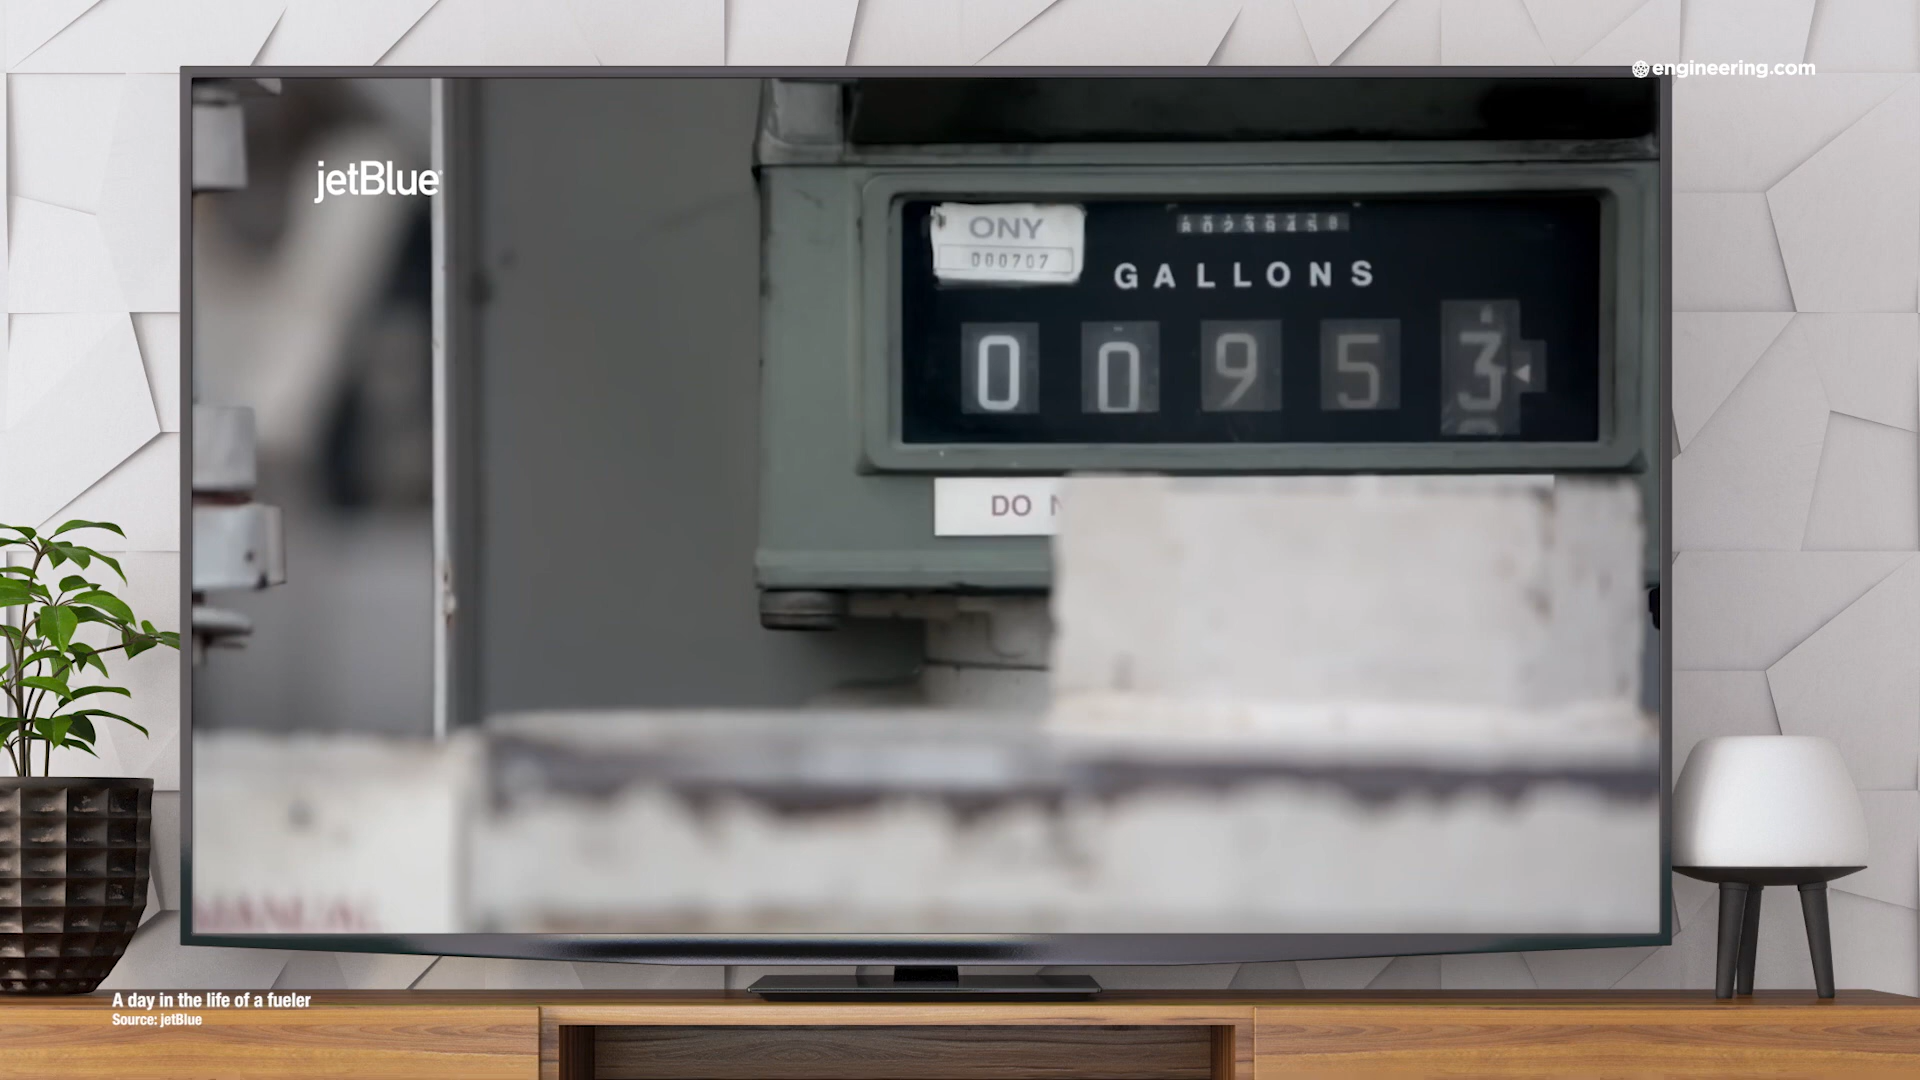 engineering.com
jetBlue
ONY
000707
GALLONS
0 0 9 5 3
DO
MANUAL
A day in the life of a fueler
Source: jetBlue